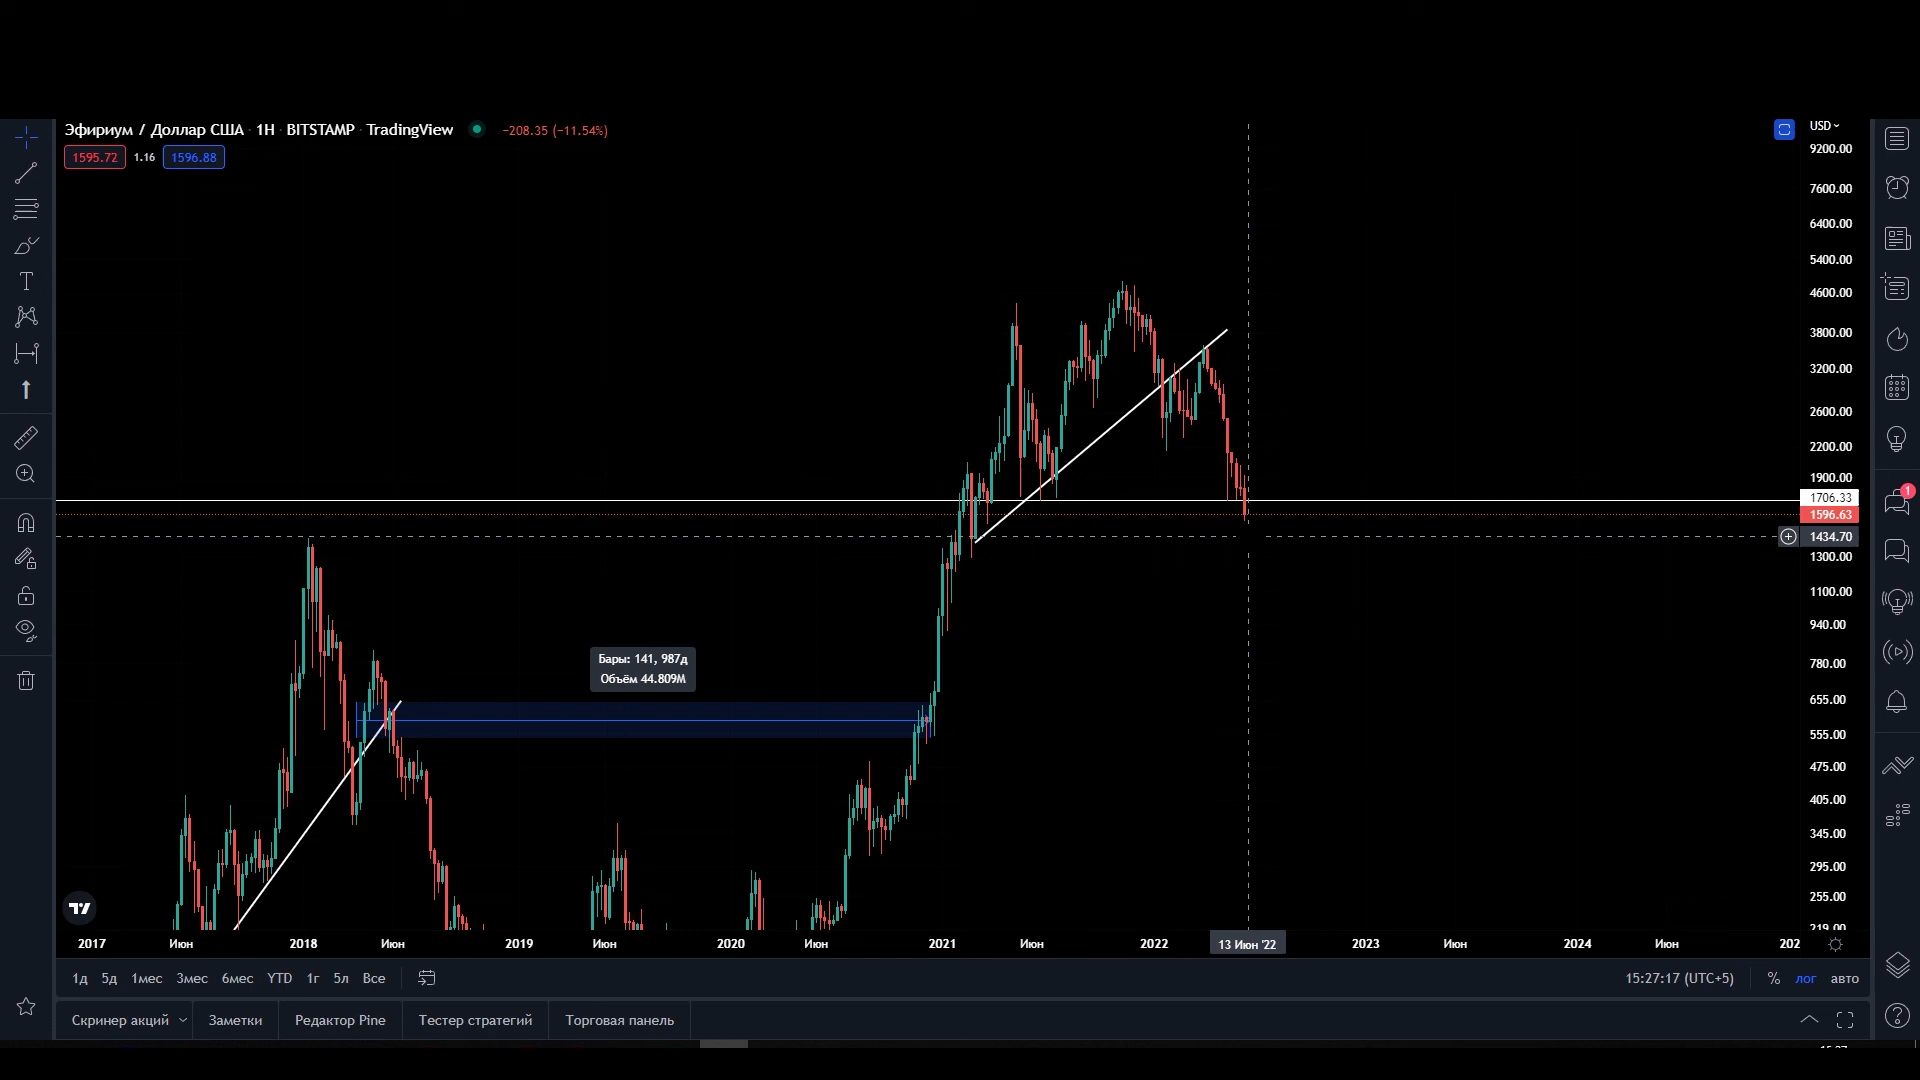 Эфириум / Доллар США · 1Н · BITSTAMP · TradingView
−208.35 (−11.54%)
USD
1595.72
1.16
1596.88
9200.00
7600.00
6400.00
5400.00
4600.00
3800.00
3200.00
2600.00
2200.00
1900.00
1706.33
1
1596.63
1434.70
1300.00
1100.00
940.00
Бары: 141, 987д
Объём 44.809M
780.00
655.00
555.00
475.00
405.00
345.00
295.00
255.00
219.00
2017
Июн
2018
Июн
2019
Июн
2020
Июн
2021
Июн
2022
13 Июн '22
2023
Июн
2024
Июн
202
1д
5д
1мес
3мес
6мес
YTD
1г
5л
Все
15:27:17 (UTC+5)
%
лог
авто
Скринер акций
Заметки
Редактор Pine
Тестер стратегий
Торговая панель